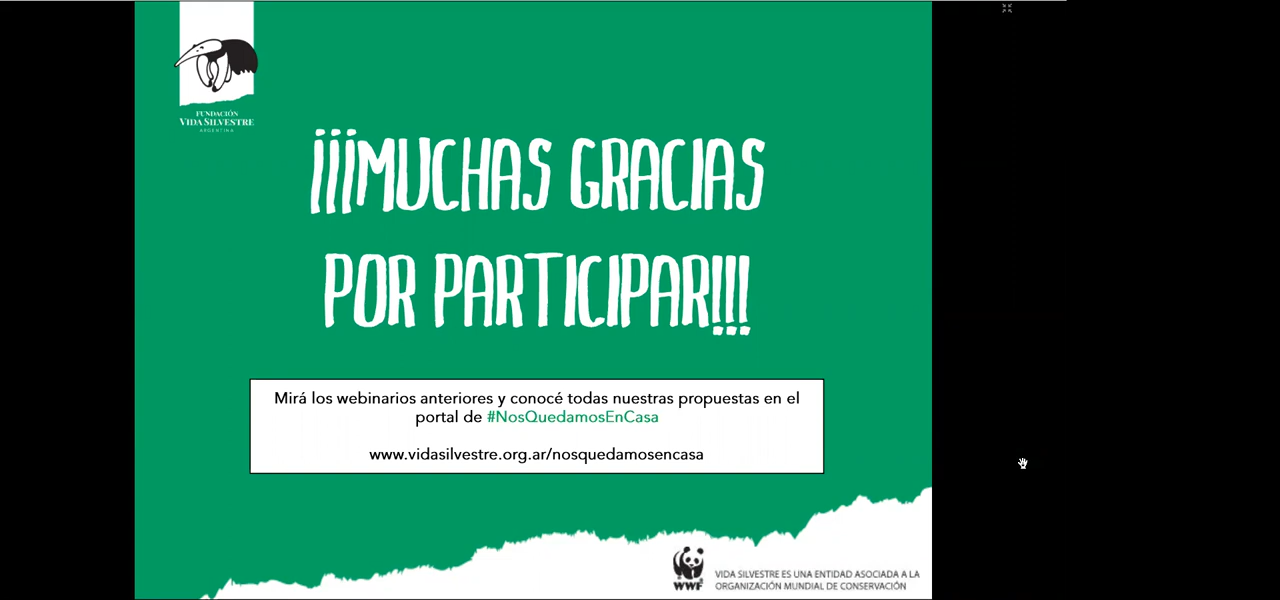 FUNDACIÓN
VIDA SILVESTRE
ARGENTINA
¡¡¡MUCHAS GRACIAS
POR PARTICIPAR!!!
Mirá los webinarios anteriores y conocé todas nuestras propuestas en el
portal de #NosQuedamosEnCasa
www.vidasilvestre.org.ar/nosquedamosencasa
WWF
VIDA SILVESTRE ES UNA ENTIDAD ASOCIADA A LA
ORGANIZACIÓN MUNDIAL DE CONSERVACIÓN